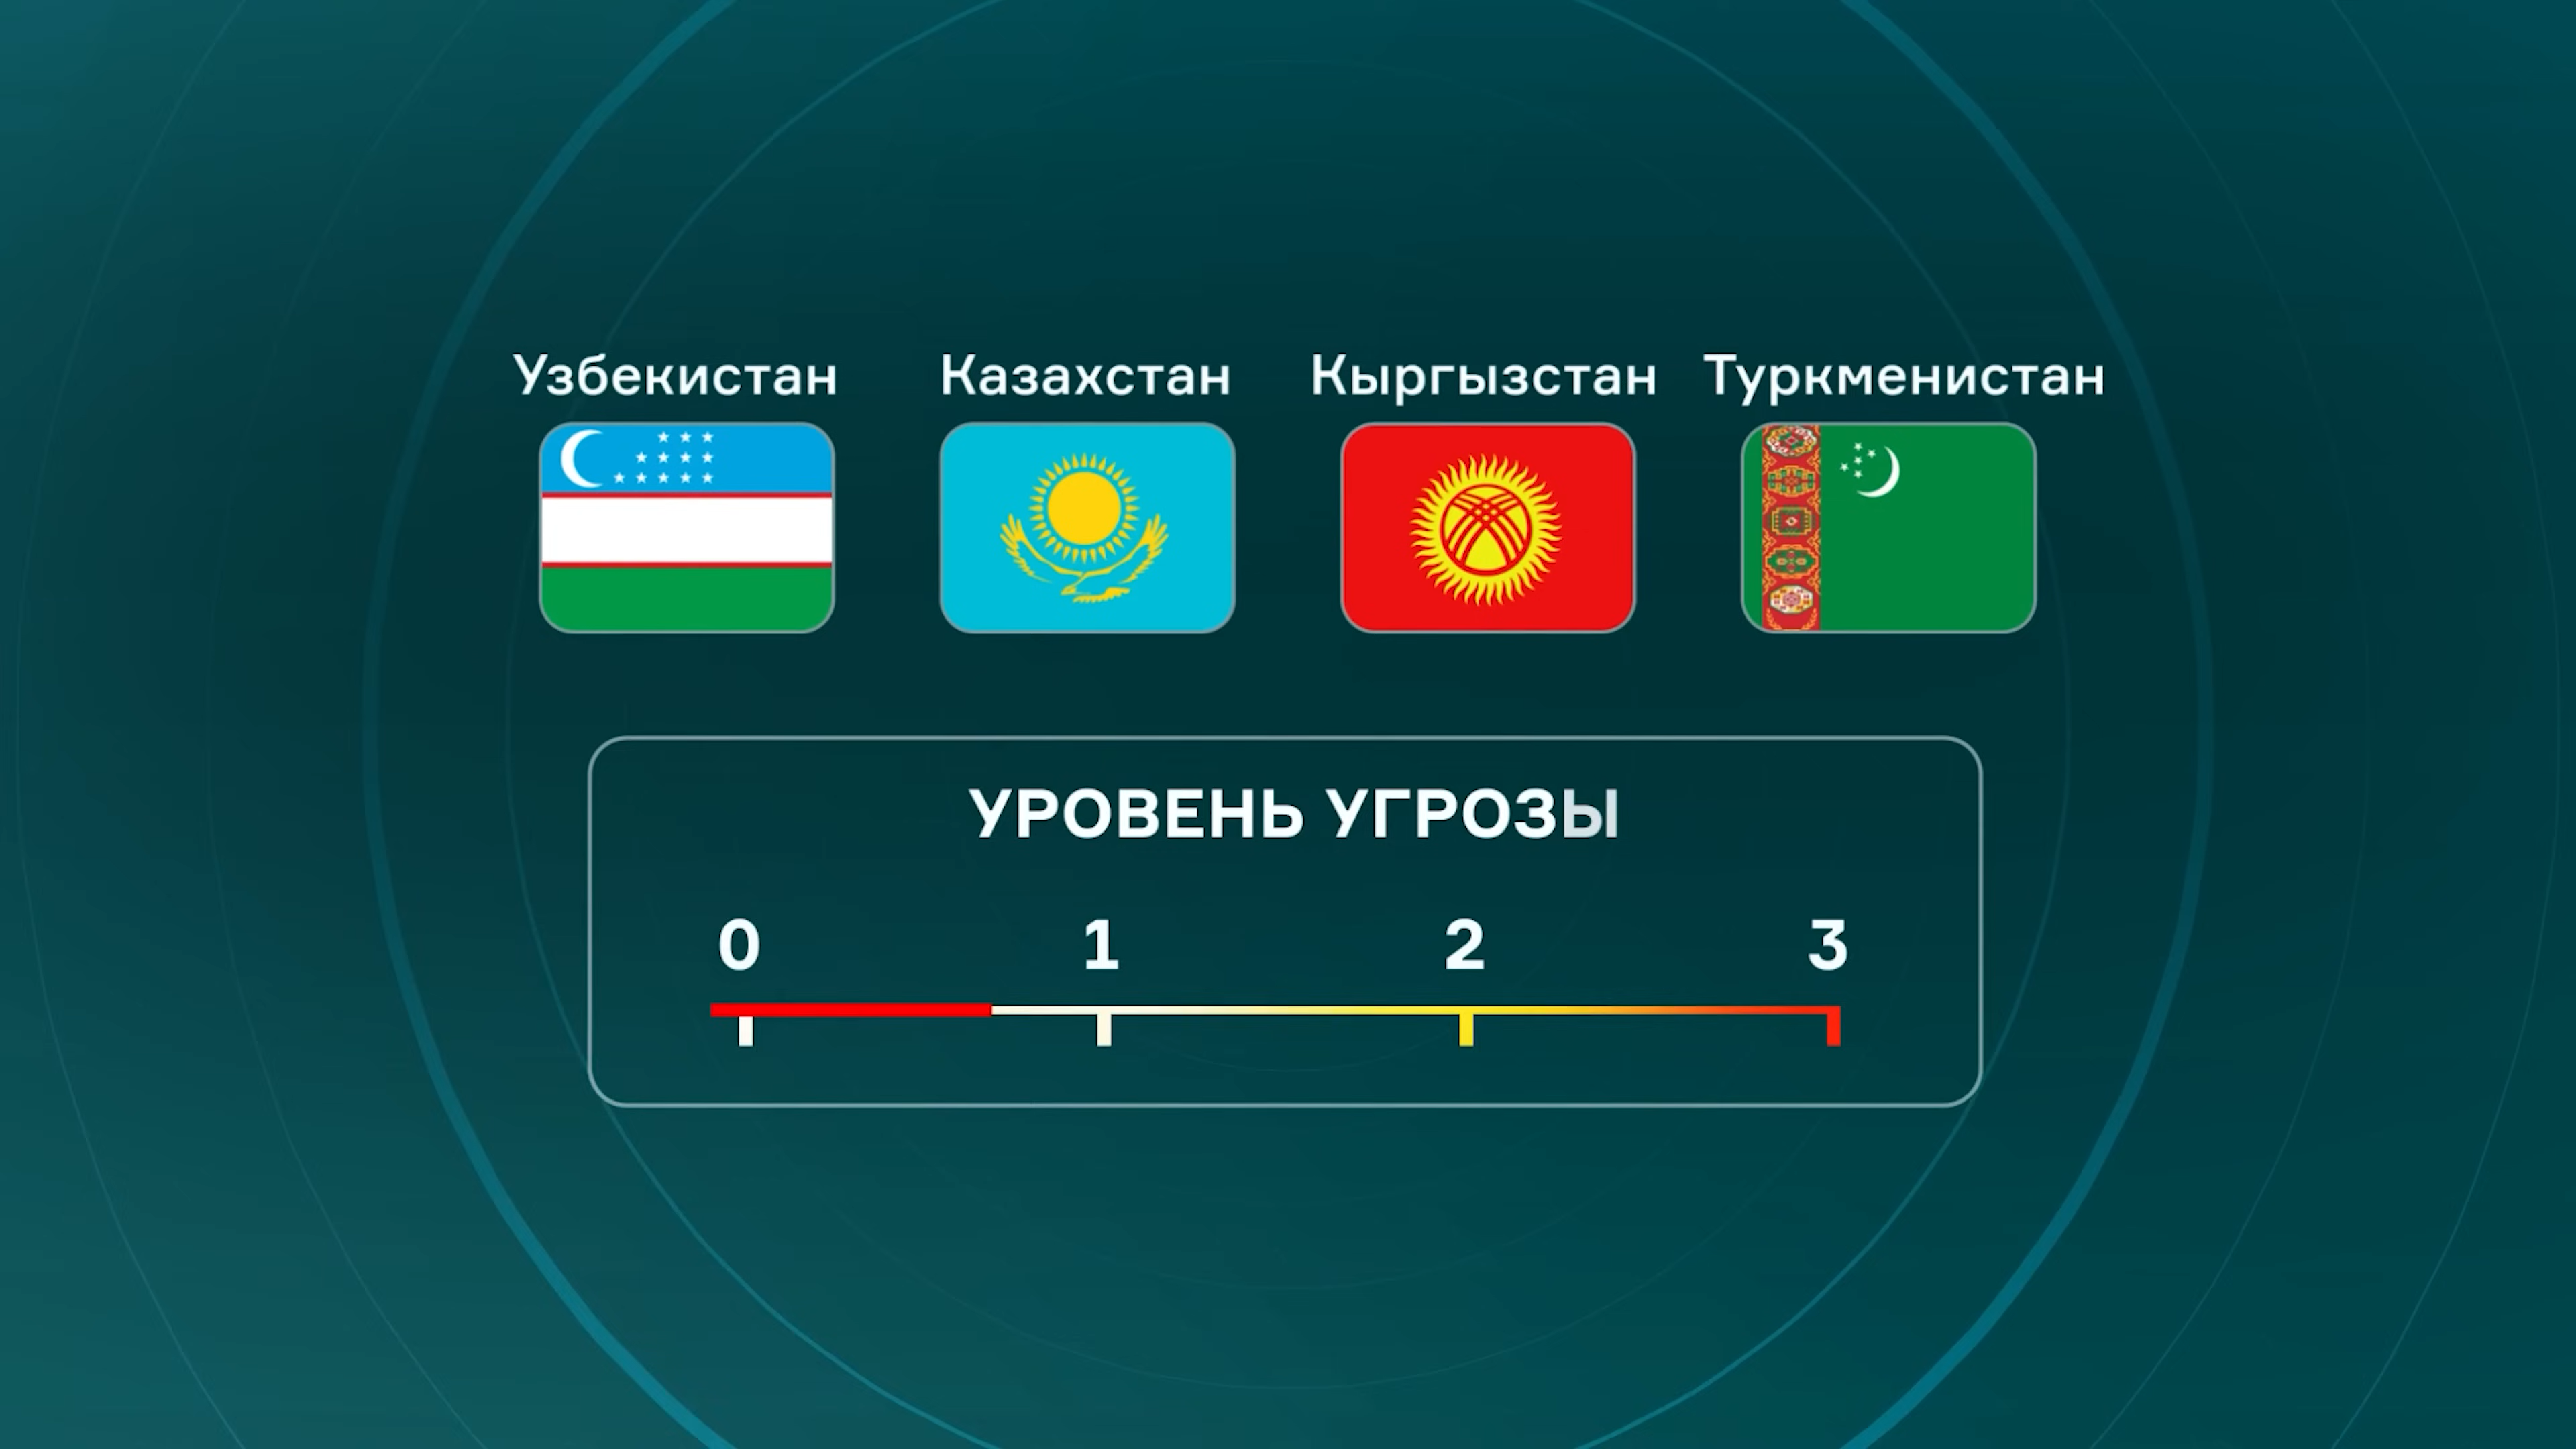 Узбекистан Казахстан Кыргызстан Туркменистан
УРОВЕНЬ УГРОЗЫ
0 1 2 3